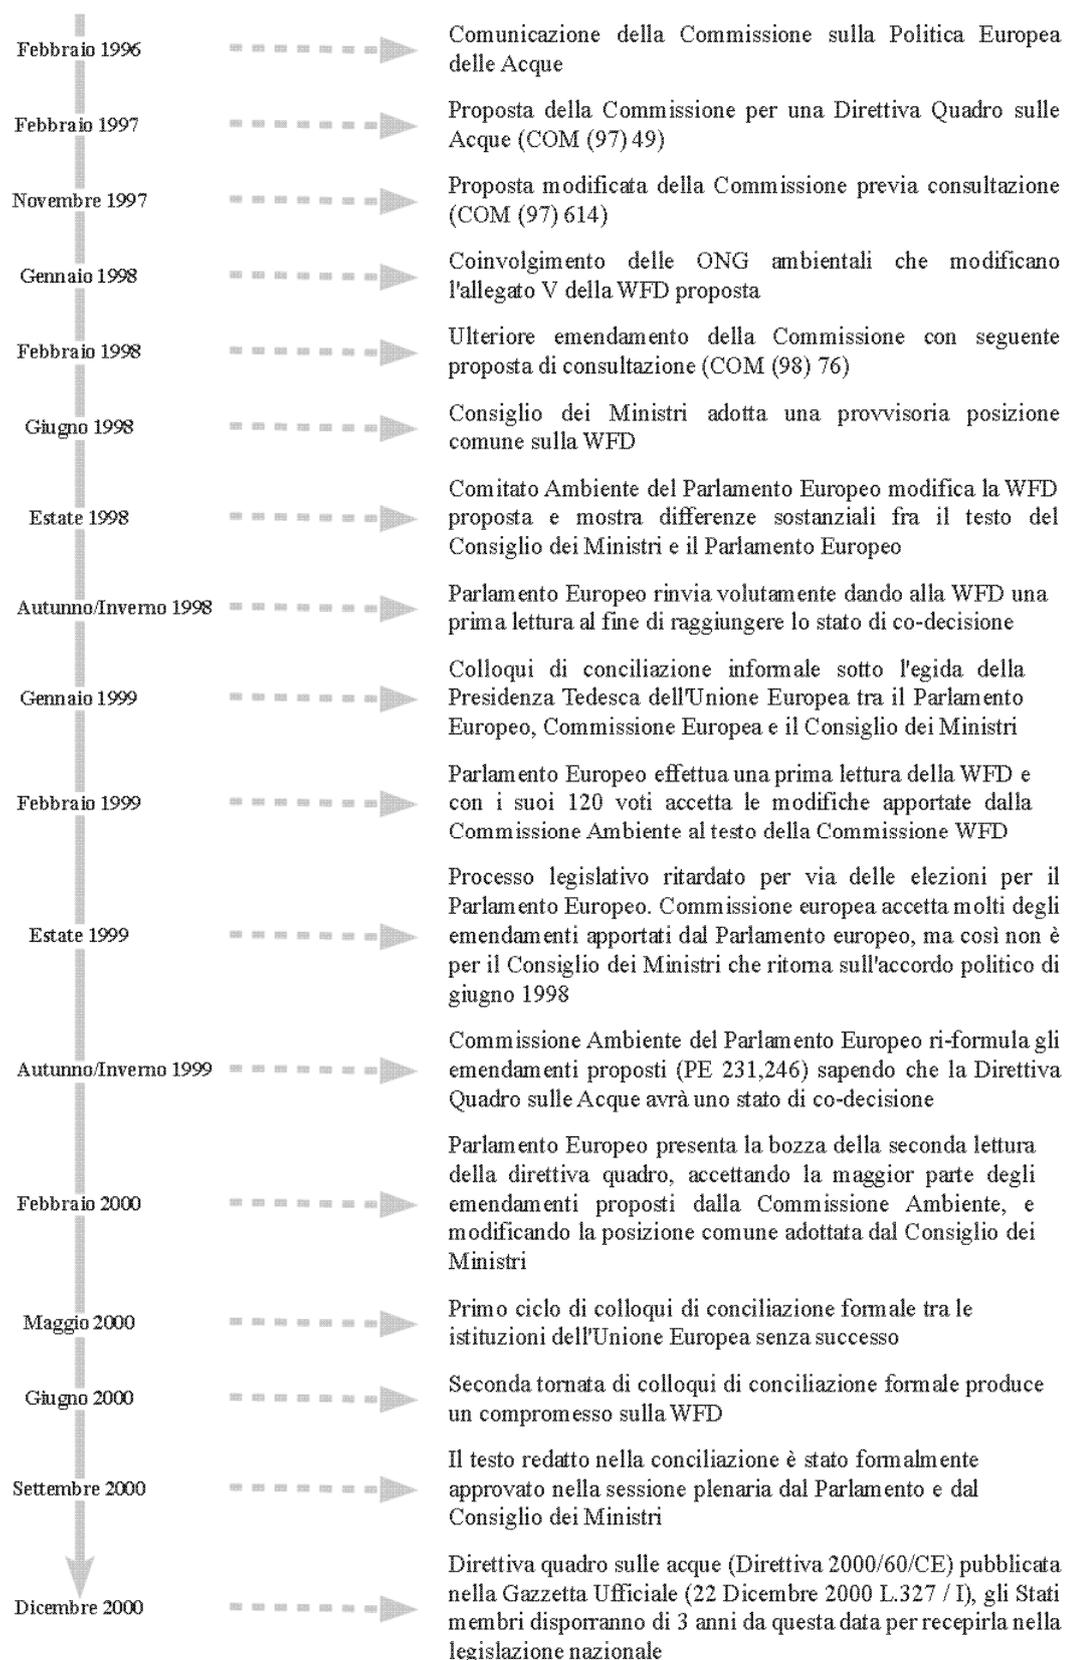 Febbraio 1996
Comunicazione della Commissione sulla Politica Europea
delle Acque
Febbraio 1997
Proposta della Commissione per una Direttiva Quadro sulle
Acque (COM (97) 49)
Novembre 1997
Proposta modificata della Commissione previa consultazione
(COM (97) 614)
Gennaio 1998
Coinvolgimento delle ONG ambientali che modificano
l'allegato V della WFD proposta
Febbraio 1998
Ulteriore emendamento della Commissione con seguente
proposta di consultazione (COM (98) 76)
Giugno 1998
Consiglio dei Ministri adotta una provvisoria posizione
comune sulla WFD
Estate 1998
Comitato Ambiente del Parlamento Europeo modifica la WFD
proposta e mostra differenze sostanziali fra il testo del
Consiglio dei Ministri e il Parlamento Europeo
Autunno/Inverno 1998
Parlamento Europeo rinvia volutamente dando alla WFD una
prima lettura al fine di raggiungere lo stato di co-decisione
Gennaio 1999
Colloqui di conciliazione informale sotto l'egida della
Presidenza Tedesca dell'Unione Europea tra il Parlamento
Europeo, Commissione Europea e il Consiglio dei Ministri
Febbraio 1999
Parlamento Europeo effettua una prima lettura della WFD e
con i suoi 120 voti accetta le modifiche apportate dalla
Commissione Ambiente al testo della Commissione WFD
Estate 1999
Processo legislativo ritardato per via delle elezioni per il
Parlamento Europeo. Commissione europea accetta molti degli
emendamenti apportati dal Parlamento europeo, ma così non è
per il Consiglio dei Ministri che ritorna sull'accordo politico di
giugno 1998
Autunno/Inverno 1999
Commissione Ambiente del Parlamento Europeo ri-formula gli
emendamenti proposti (PE 231,246) sapendo che la Direttiva
Quadro sulle Acque avrà uno stato di co-decisione
Febbraio 2000
Parlamento Europeo presenta la bozza della seconda lettura
della direttiva quadro, accettando la maggior parte degli
emendamenti proposti dalla Commissione Ambiente, e
modificando la posizione comune adottata dal Consiglio dei
Ministri
Maggio 2000
Primo ciclo di colloqui di conciliazione formale tra le
istituzioni dell'Unione Europea senza successo
Giugno 2000
Seconda tornata di colloqui di conciliazione formale produce
un compromesso sulla WFD
Settembre 2000
Il testo redatto nella conciliazione è stato formalmente
approvato nella sessione plenaria dal Parlamento e dal
Consiglio dei Ministri
Dicembre 2000
Direttiva quadro sulle acque (Direttiva 2000/60/CE) pubblicata
nella Gazzetta Ufficiale (22 Dicembre 2000 L.327 / I), gli Stati
membri disporranno di 3 anni da questa data per recepirla nella
legislazione nazionale